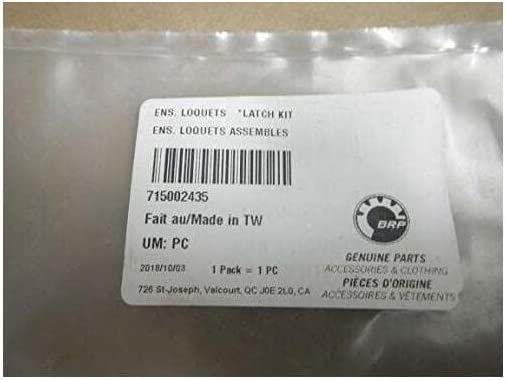 ENS. LOQUETS *LATCH KIT
ENS. LOQUETS ASSEMBLES
715002435
Fait au/Made in TW
UM: PC
2018/10/03 1 Pack = 1 PC
726 St-Joseph, Valcourt, QC J0E 2L0, CA
BRP
GENUINE PARTS
ACCESSORIES & CLOTHING
PIÈCES D'ORIGINE
ACCESSOIRES & VÊTEMENTS